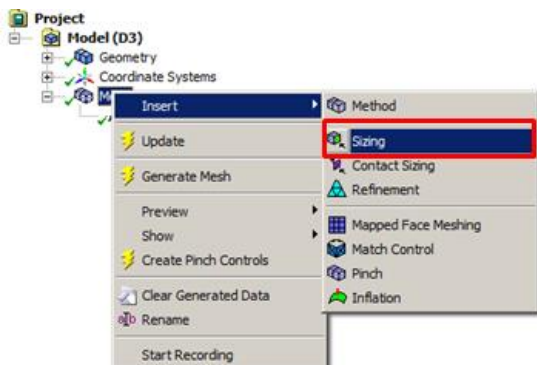 Project
Model (D3)
Geometry
Coordinate Systems
Insert
Update
Generate Mesh
Preview
Show
Create Pinch Controls
Clear Generated Data
Rename
Start Recording
Method
Sizing
Contact Sizing
Refinement
Mapped Face Meshing
Match Control
Pinch
Inflation